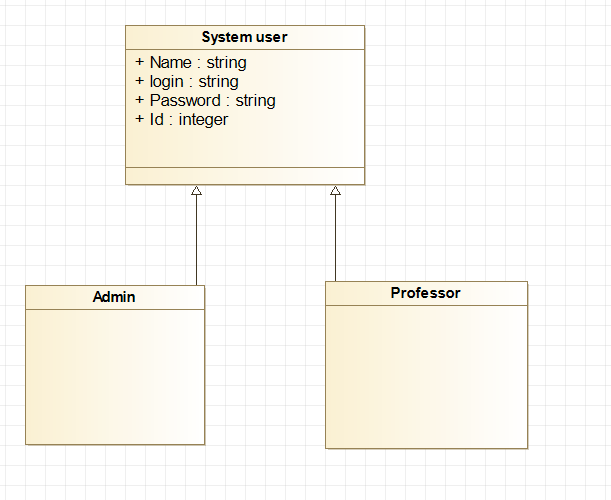 System user
+ Name : string
+ login : string
+ Password : string
+ Id : integer
Admin
Professor